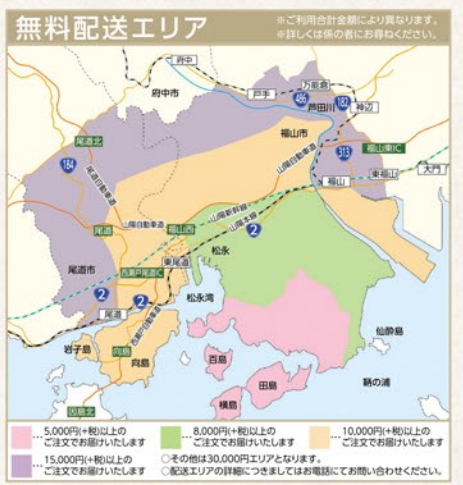 無料配送エリア
※ご利用合計金額により異なります。
※詳しくは係の者にお尋ねください。
府中
府中市
戸手
万能倉
486
芦田川
182
神辺
尾道北
福山市
184
尾道自動車道
山陽自動車道
313
福山東IC
大門
福山
東福山
山陽自動車道
尾道
福山西
山陽新幹線
山陽本線
2
松永
東尾道
尾道市
西瀬戸尾道IC
2
2
松永湾
尾道
西瀬戸自動車道
仙酔島
岩子島
向島
向島
百島
田島
横島
鞆の浦
因島北
…5,000円(+税)以上の
ご注文でお届けいたします
…8,000円(+税)以上の
ご注文でお届けいたします
…10,000円(+税)以上の
ご注文でお届けいたします
…15,000円(+税)以上の
ご注文でお届けいたします
○その他は30,000円エリアとなります。
○配送エリアの詳細につきましてはお電話にてお問い合わせください。